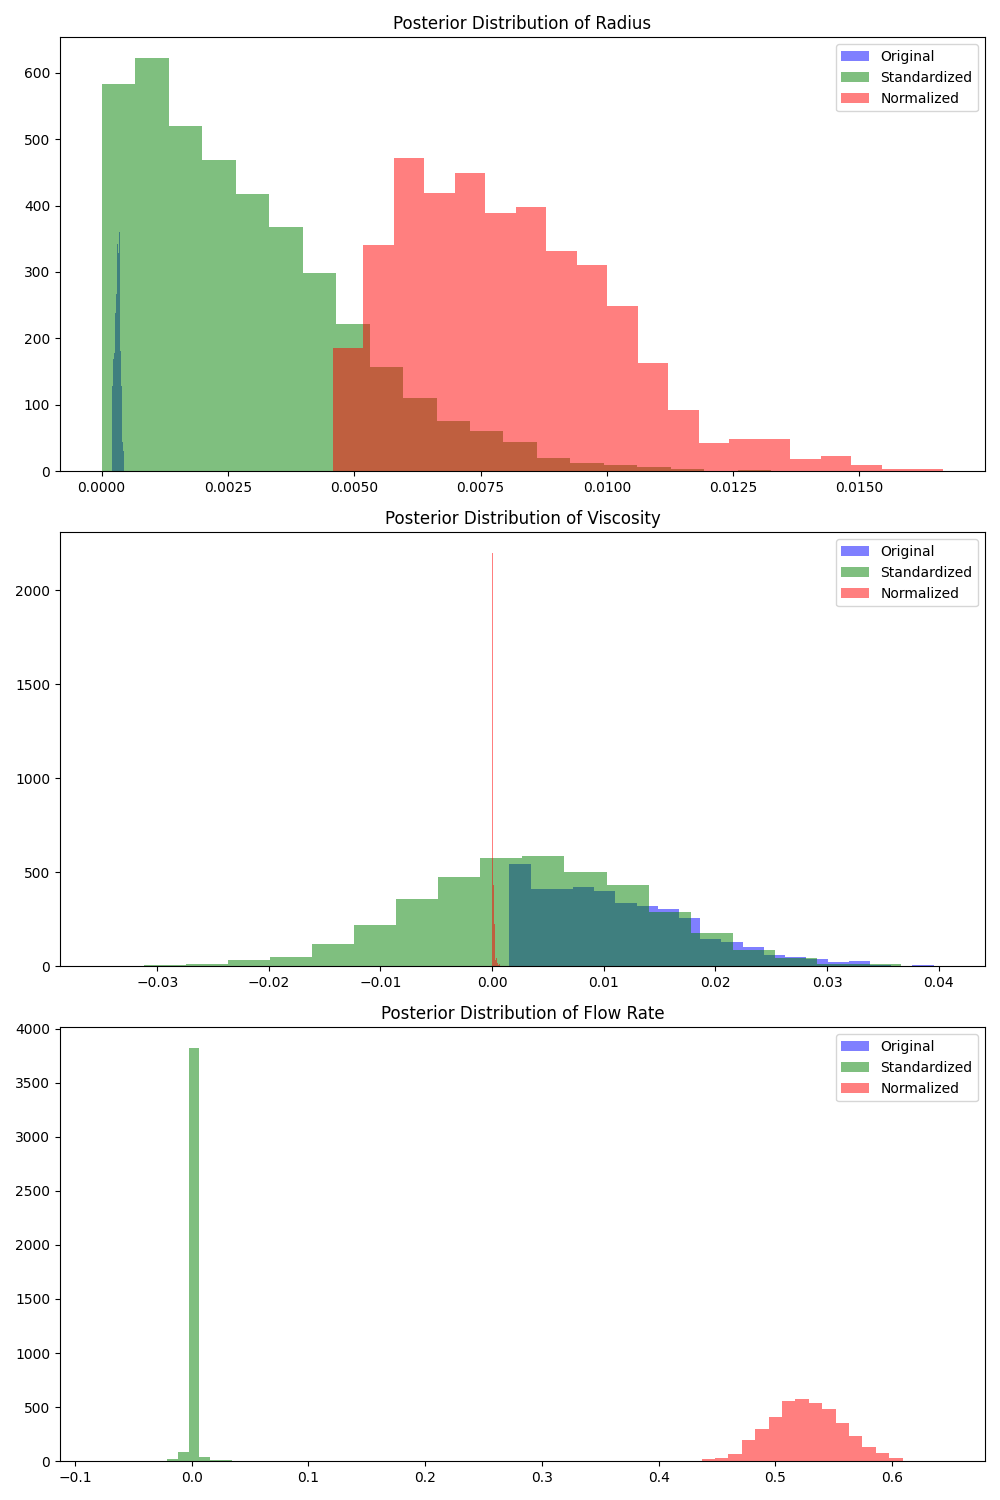 Posterior Distribution of Radius
Original
Standardized
Normalized
600
500
400
300
200
100
0
0.0000 0.0025 0.0050 0.0075 0.0100 0.0125 0.0150
Posterior Distribution of Viscosity
Original
Standardized
Normalized
2000
1500
1000
500
0
−0.03 −0.02 −0.01 0.00 0.01 0.02 0.03 0.04
Posterior Distribution of Flow Rate
Original
Standardized
Normalized
4000
3500
3000
2500
2000
1500
1000
500
0
−0.1 0.0 0.1 0.2 0.3 0.4 0.5 0.6